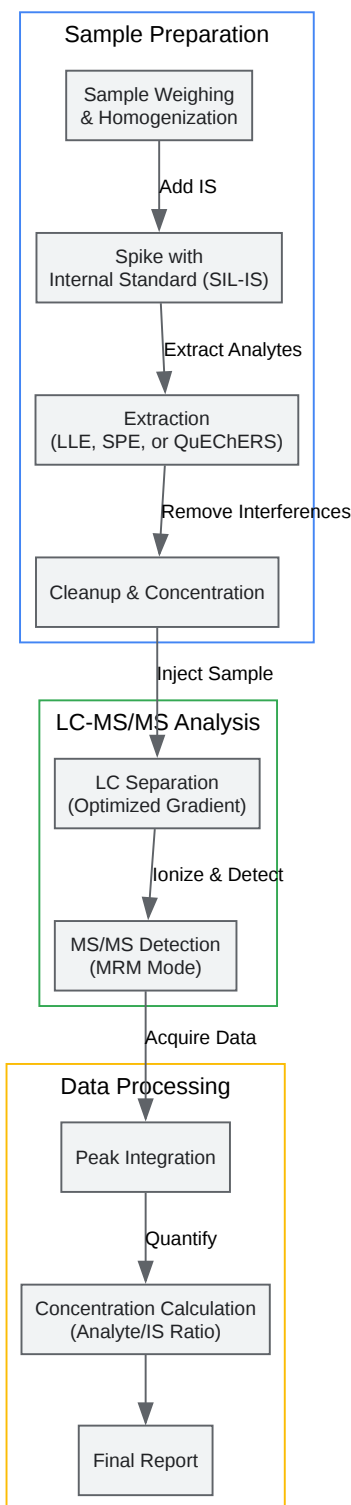 Sample Preparation
Sample Weighing
& Homogenization
Add IS
Spike with
Internal Standard (SIL-IS)
Extract Analytes
Extraction
(LLE, SPE, or QuEChERS)
Remove Interferences
Cleanup & Concentration
Inject Sample
LC-MS/MS Analysis
LC Separation
(Optimized Gradient)
Ionize & Detect
MS/MS Detection
(MRM Mode)
Acquire Data
Data Processing
Peak Integration
Quantify
Concentration Calculation
(Analyte/IS Ratio)
Final Report